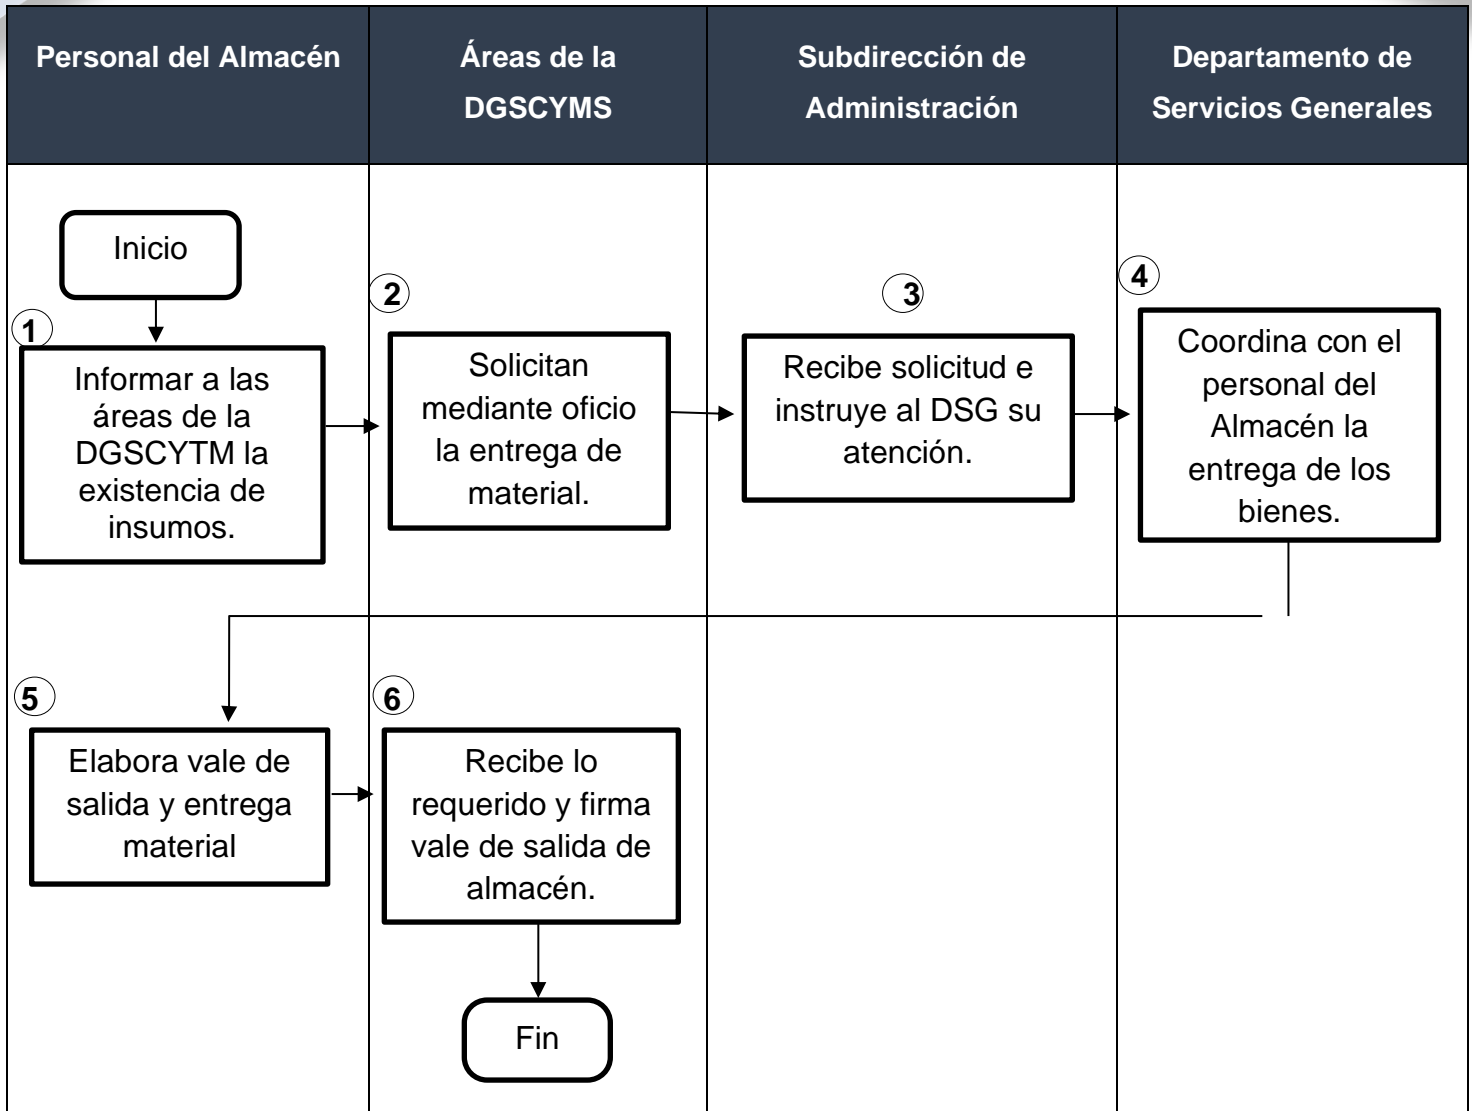 Personal del Almacén
Áreas de la
DGSCYMS
Subdirección de
Administración
Departamento de
Servicios Generales
Inicio
1
Informar a las
áreas de la
DGSCYTM la
existencia de
insumos.
2
Solicitan
mediante oficio
la entrega de
material.
3
Recibe solicitud e
instruye al DSG su
atención.
4
Coordina con el
personal del
Almacén la
entrega de los
bienes.
5
Elabora vale de
salida y entrega
material
6
Recibe lo
requerido y firma
vale de salida de
almacén.
Fin